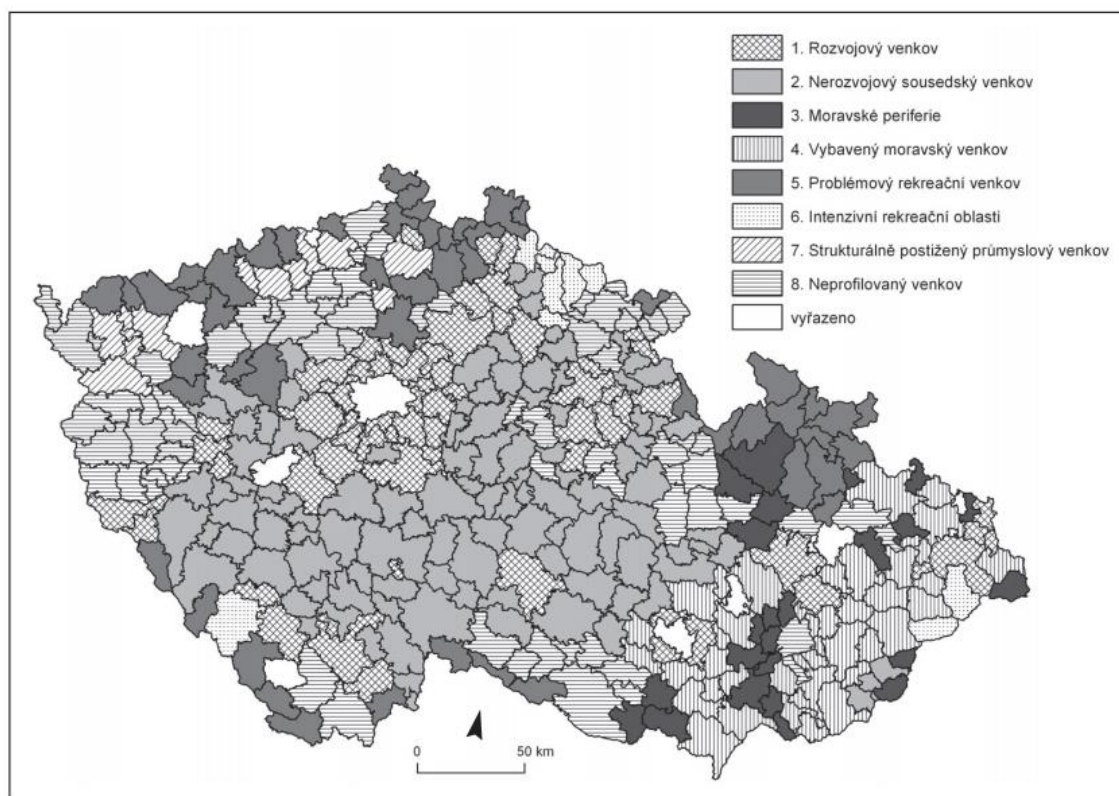 1. Rozvojový venkov
2. Nerozvojový sousedský venkov
3. Moravské periferie
4. Vybavený moravský venkov
5. Problémový rekreační venkov
6. Intenzivní rekreační oblasti
7. Strukturálně postižený průmyslový venkov
8. Neprofilovaný venkov
vyřazeno
0 50 km